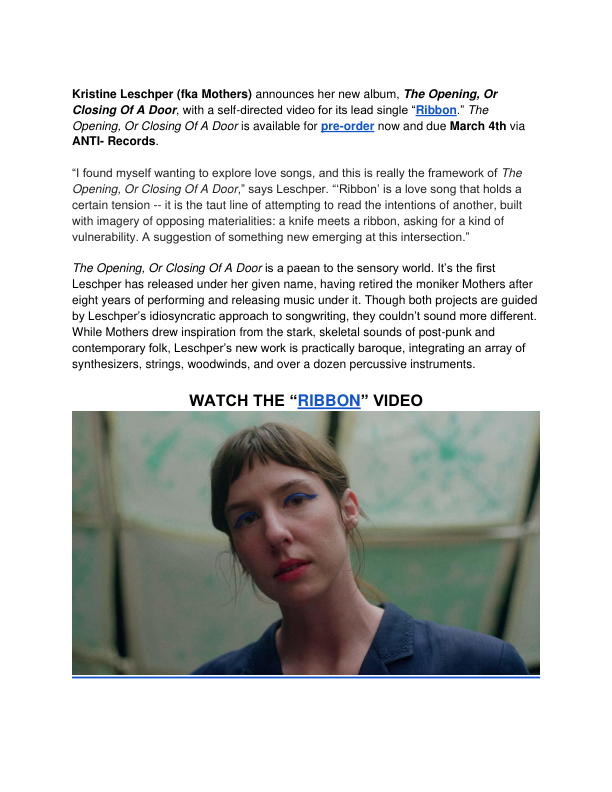 Kristine Leschper (fka Mothers) announces her new album, The Opening, Or
Closing Of A Door, with a self-directed video for its lead single “Ribbon.” The
Opening, Or Closing Of A Door is available for pre-order now and due March 4th via
ANTI- Records.
“I found myself wanting to explore love songs, and this is really the framework of The
Opening, Or Closing Of A Door,” says Leschper. “‘Ribbon’ is a love song that holds a
certain tension -- it is the taut line of attempting to read the intentions of another, built
with imagery of opposing materialities: a knife meets a ribbon, asking for a kind of
vulnerability. A suggestion of something new emerging at this intersection.”
The Opening, Or Closing Of A Door is a paean to the sensory world. It’s the first
Leschper has released under her given name, having retired the moniker Mothers after
eight years of performing and releasing music under it. Though both projects are guided
by Leschper’s idiosyncratic approach to songwriting, they couldn’t sound more different.
While Mothers drew inspiration from the stark, skeletal sounds of post-punk and
contemporary folk, Leschper’s new work is practically baroque, integrating an array of
synthesizers, strings, woodwinds, and over a dozen percussive instruments.
WATCH THE “RIBBON” VIDEO